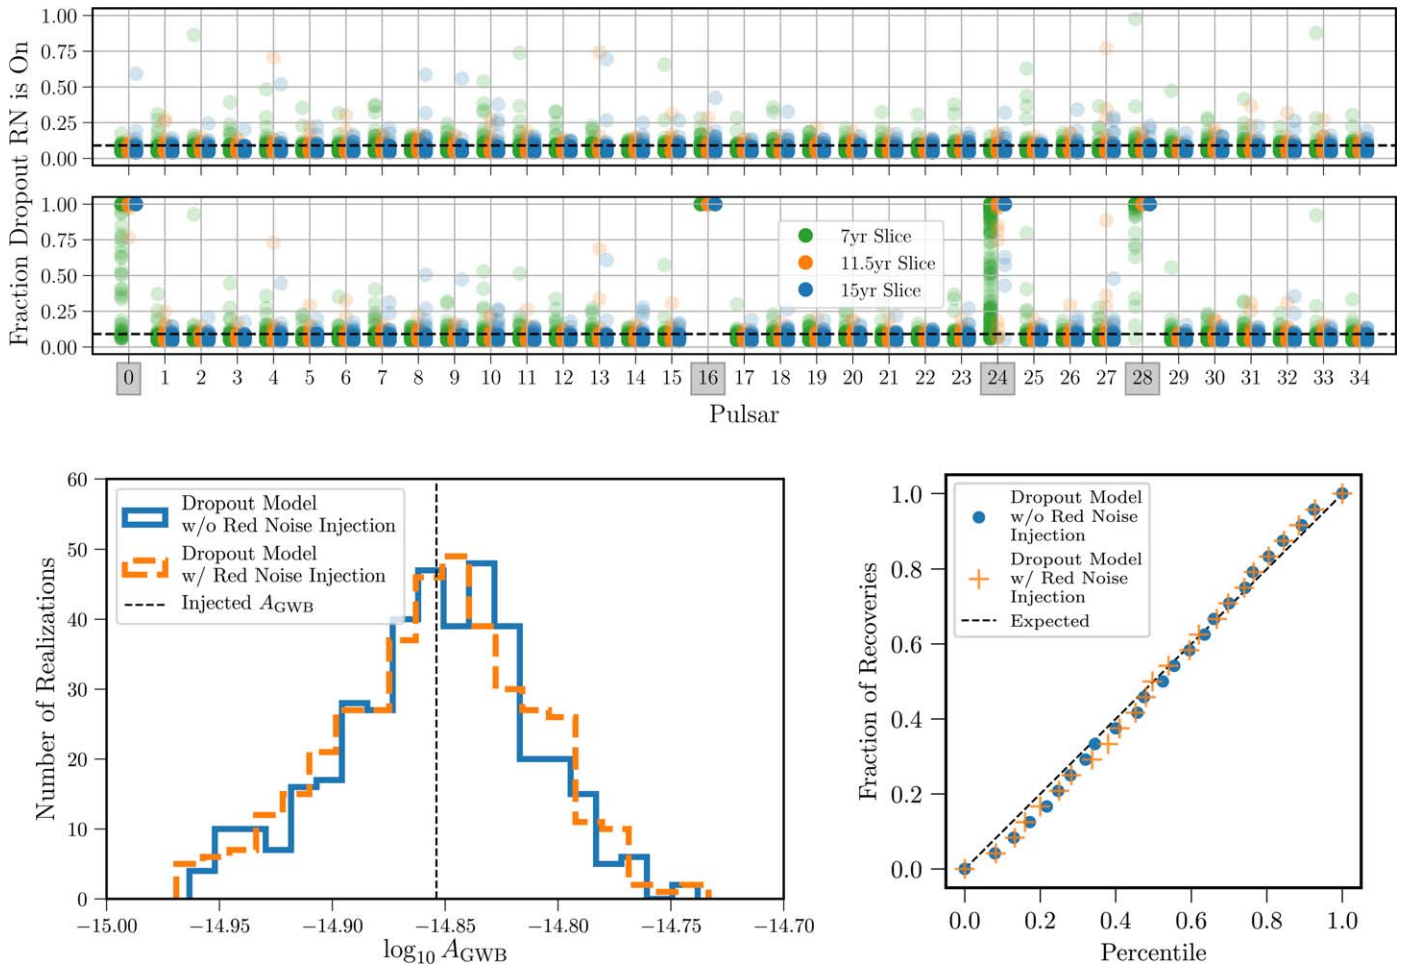 Fraction Dropout RN is On
1.00
0.75
0.50
0.25
0.00
1.00
0.75
0.50
0.25
0.00
7yr Slice
11.5yr Slice
15yr Slice
0 1 2 3 4 5 6 7 8 9 10 11 12 13 14 15 16 17 18 19 20 21 22 23 24 25 26 27 28 29 30 31 32 33 34
Pulsar
Number of Realizations
60
50
40
30
20
10
0
Dropout Model
w/o Red Noise Injection
Dropout Model
w/ Red Noise Injection
Injected A_GWB
−15.00 −14.95 −14.90 −14.85 −14.80 −14.75 −14.70
log₁₀ A_GWB
Fraction of Recoveries
1.0
0.8
0.6
0.4
0.2
0.0
Dropout Model
w/o Red Noise
Injection
Dropout Model
w/ Red Noise
Injection
Expected
0.0 0.2 0.4 0.6 0.8 1.0
Percentile